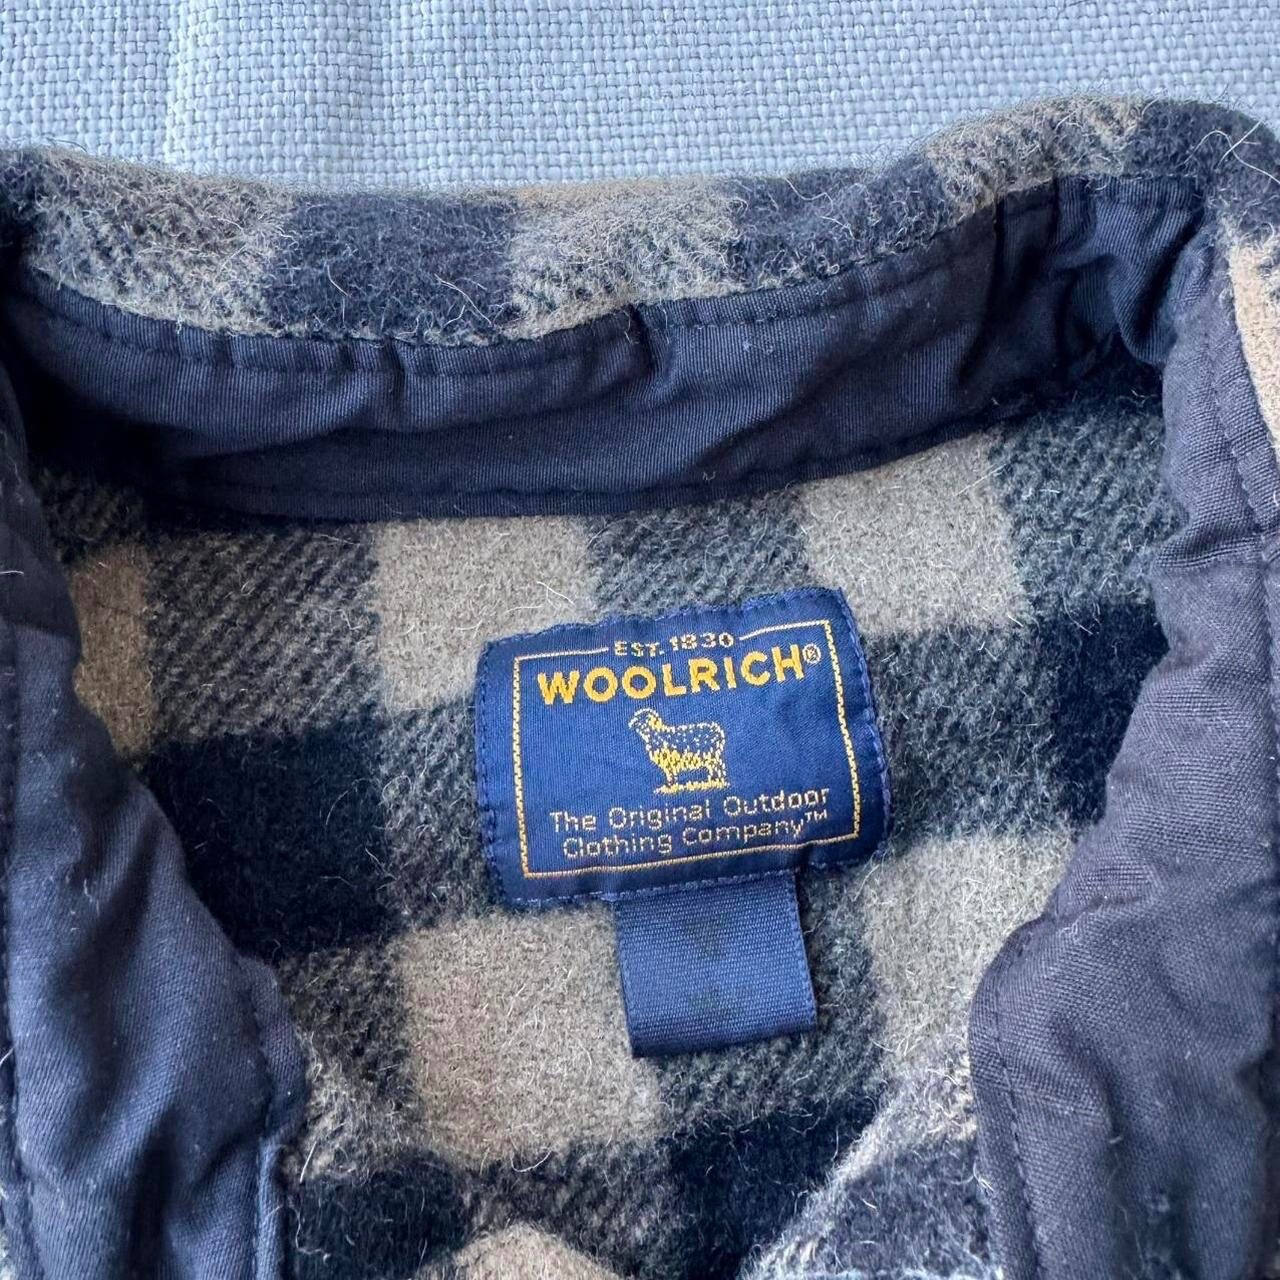 EST. 1830
WOOLRICH®
The Original Outdoor
Clothing Company™